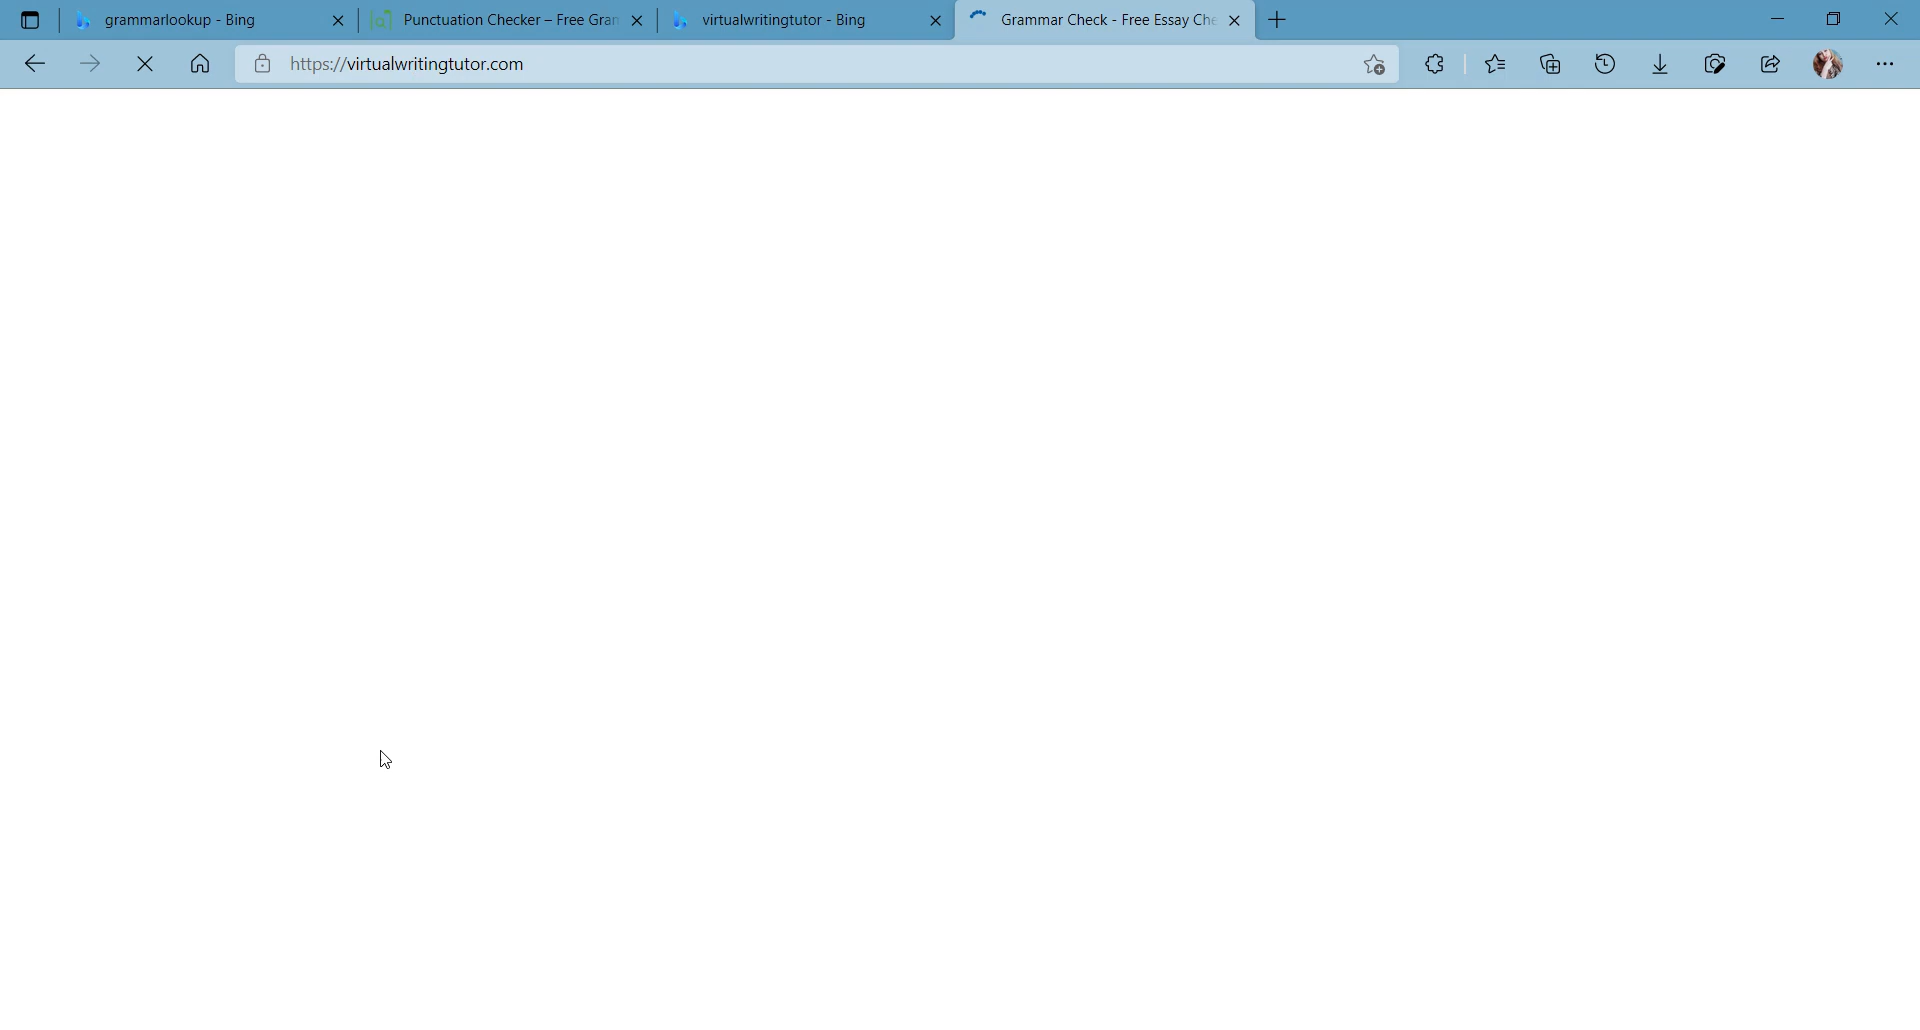 grammarlookup - Bing
Punctuation Checker – Free Gran
virtualwritingtutor - Bing
Grammar Check - Free Essay Che
https://virtualwritingtutor.com